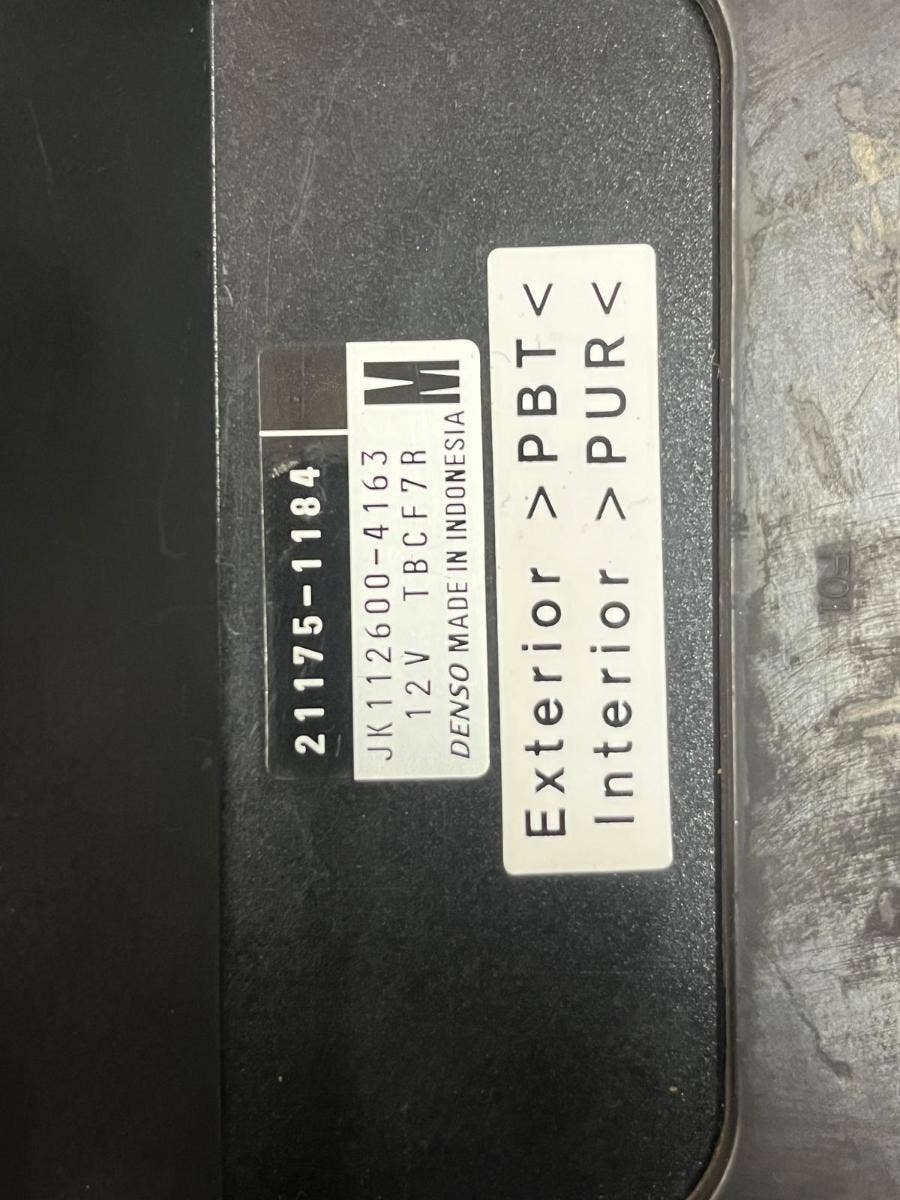 21175-1184
JK112600-4163
12V TBCF7R
M
DENSO MADE IN INDONESIA
Exterior >PBT<
Interior >PUR<